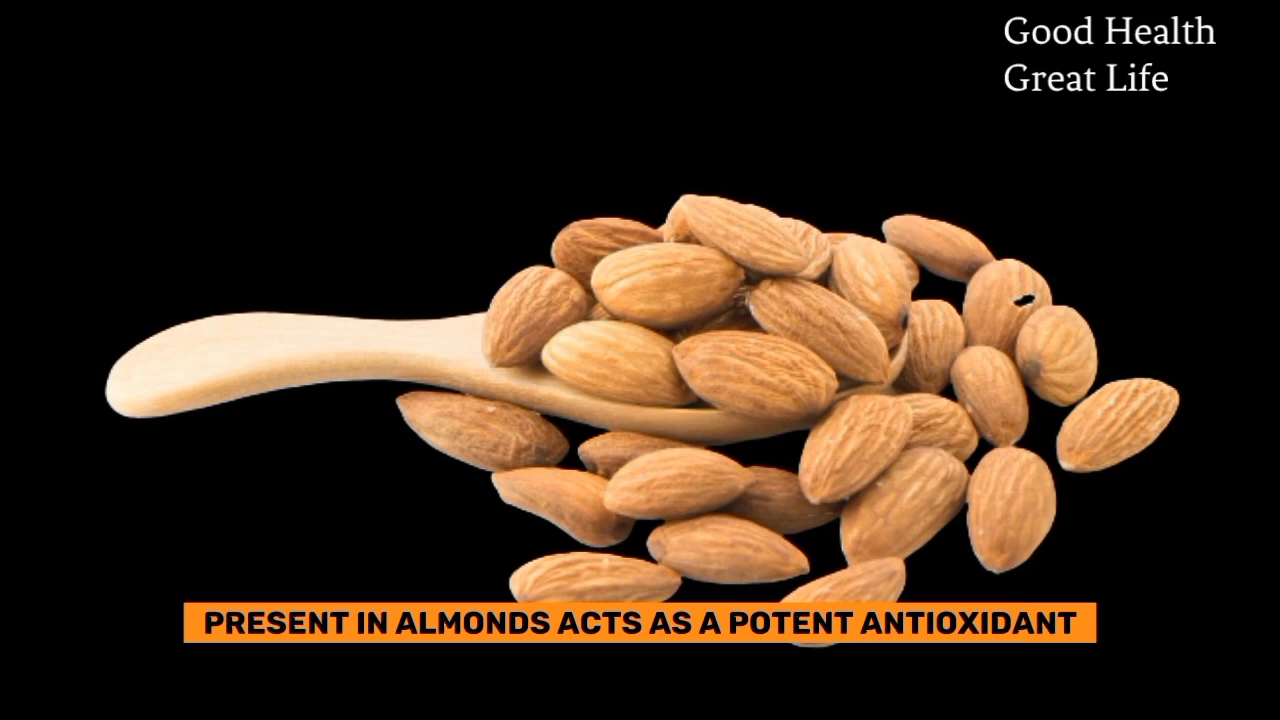 Good Health
Great Life
PRESENT IN ALMONDS ACTS AS A POTENT ANTIOXIDANT